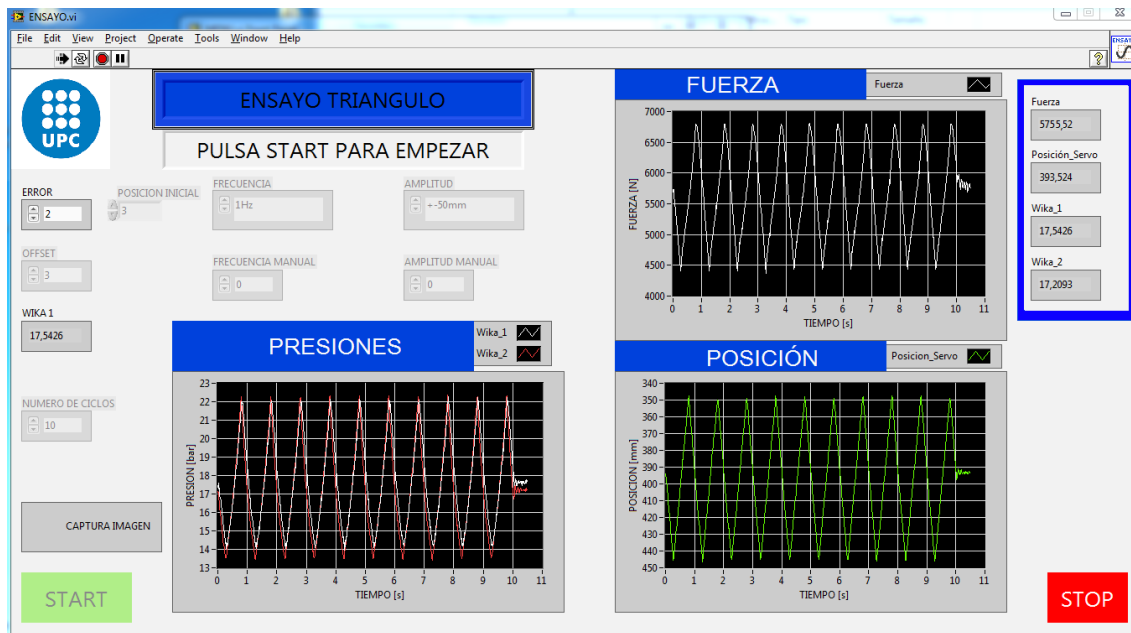 ENSAYO.vi
File Edit View Project Operate Tools Window Help
ENSAYO
UPC
ENSAYO TRIANGULO
PULSA START PARA EMPEZAR
ERROR
2
POSICION INICIAL
3
FRECUENCIA
1Hz
AMPLITUD
+-50mm
OFFSET
3
FRECUENCIA MANUAL
0
AMPLITUD MANUAL
0
WIKA 1
17,5426
NUMERO DE CICLOS
10
CAPTURA IMAGEN
START
PRESIONES
Wika_1
Wika_2
PRESION [bar]
23
22
21
20
19
18
17
16
15
14
13
0 1 2 3 4 5 6 7 8 9 10 11
TIEMPO [s]
FUERZA
Fuerza
FUERZA [N]
7000
6500
6000
5500
5000
4500
4000
0 1 2 3 4 5 6 7 8 9 10 11
TIEMPO [s]
POSICIÓN
Posicion_Servo
POSICION [mm]
340
350
360
370
380
390
400
410
420
430
440
450
0 1 2 3 4 5 6 7 8 9 10 11
TIEMPO [s]
Fuerza
5755,52
Posición_Servo
393,524
Wika_1
17,5426
Wika_2
17,2093
STOP